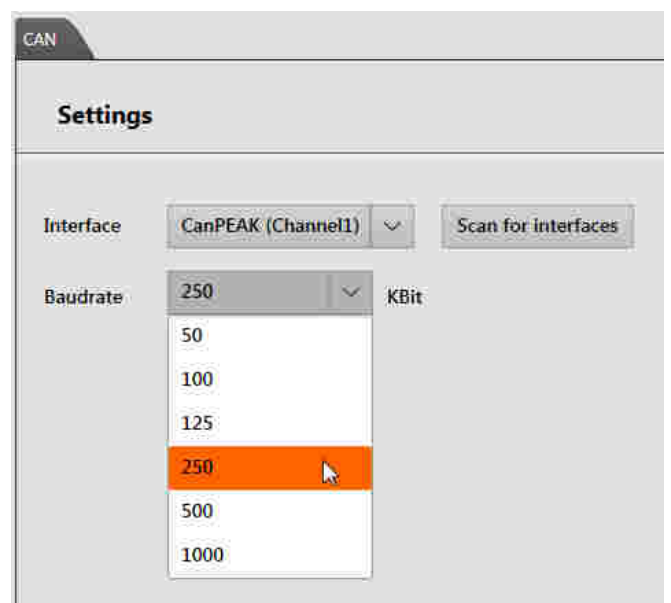 CAN
Settings
Interface CanPEAK (Channel1) Scan for interfaces
Baudrate 250 KBit
50
100
125
250
500
1000